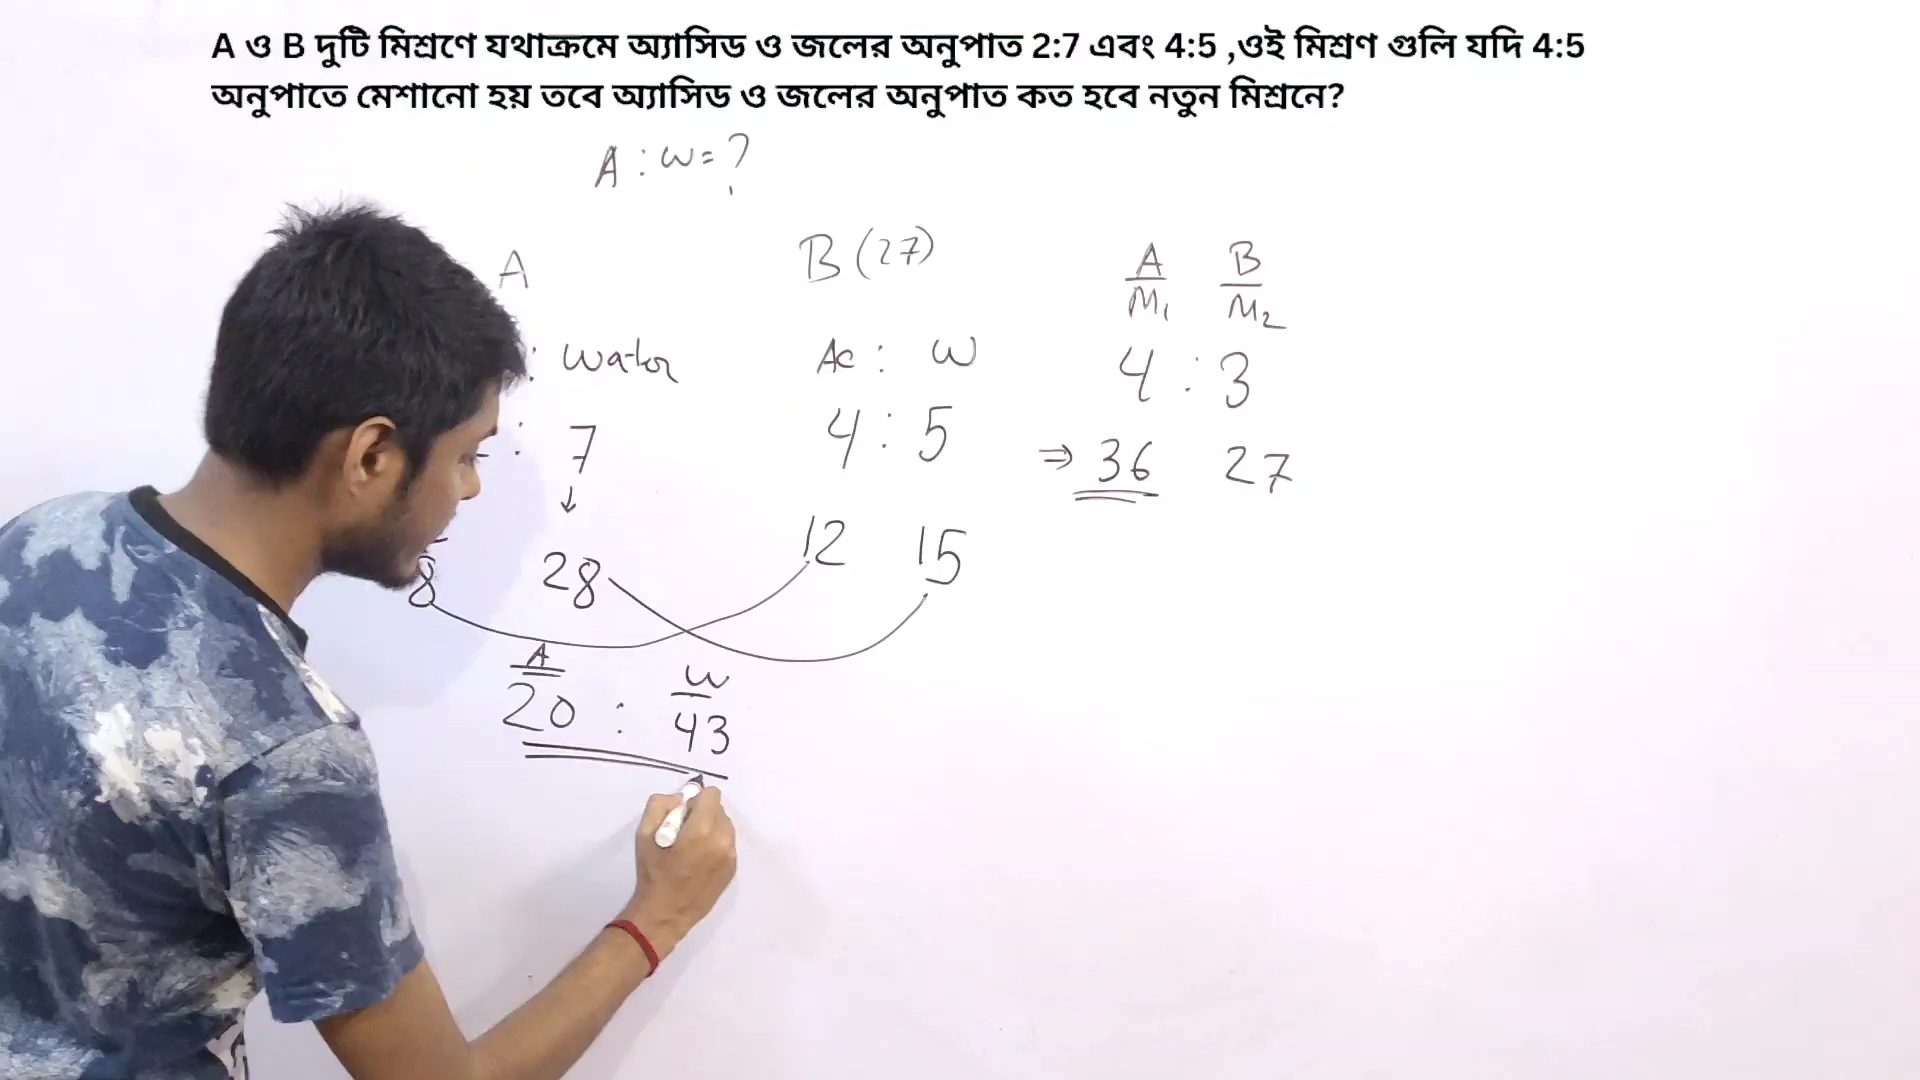 A ও B দুটি মিশ্রণে যথাক্রমে অ্যাসিড ও জলের অনুপাত 2:7 এবং 4:5 ,ওই মিশ্রণ গুলি যদি 4:5
অনুপাতে মেশানো হয় তবে অ্যাসিড ও জলের অনুপাত কত হবে নতুন মিশ্রনে?
A : w = ?
A B (27) A B
M1 M2
: water Ac : w 4 : 3
: 7 4 : 5 ⇒ 36 27
↓
8 28 12 15
A w
20 : 43